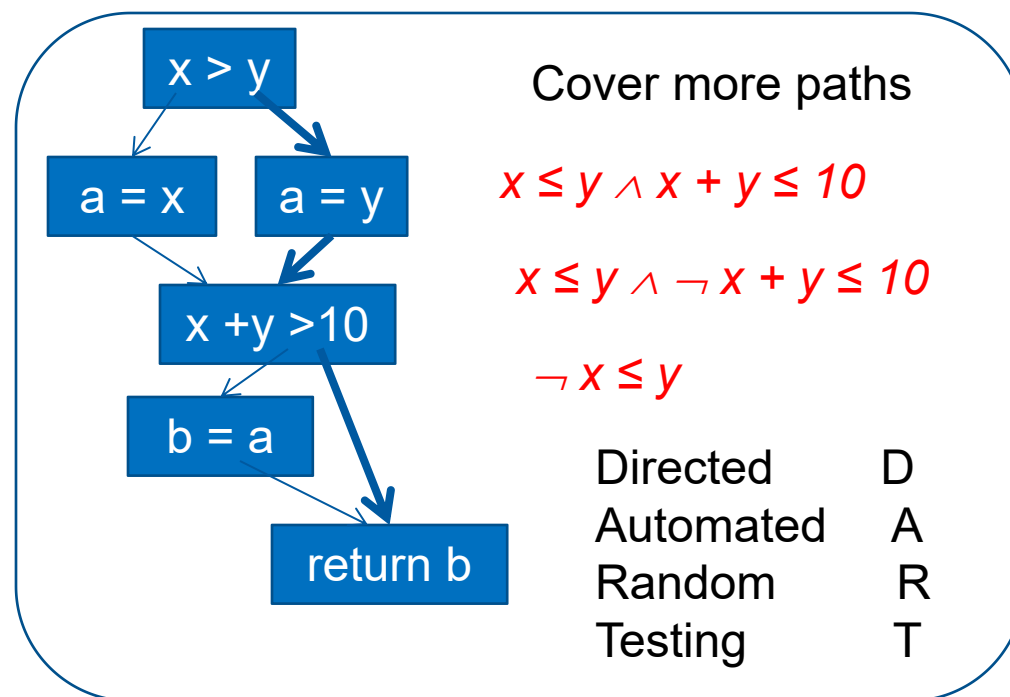 x > y
a = x
a = y
x +y >10
b = a
return b
Cover more paths
x ≤ y ∧ x + y ≤ 10
x ≤ y ∧ ¬ x + y ≤ 10
¬ x ≤ y
Directed D
Automated A
Random R
Testing T